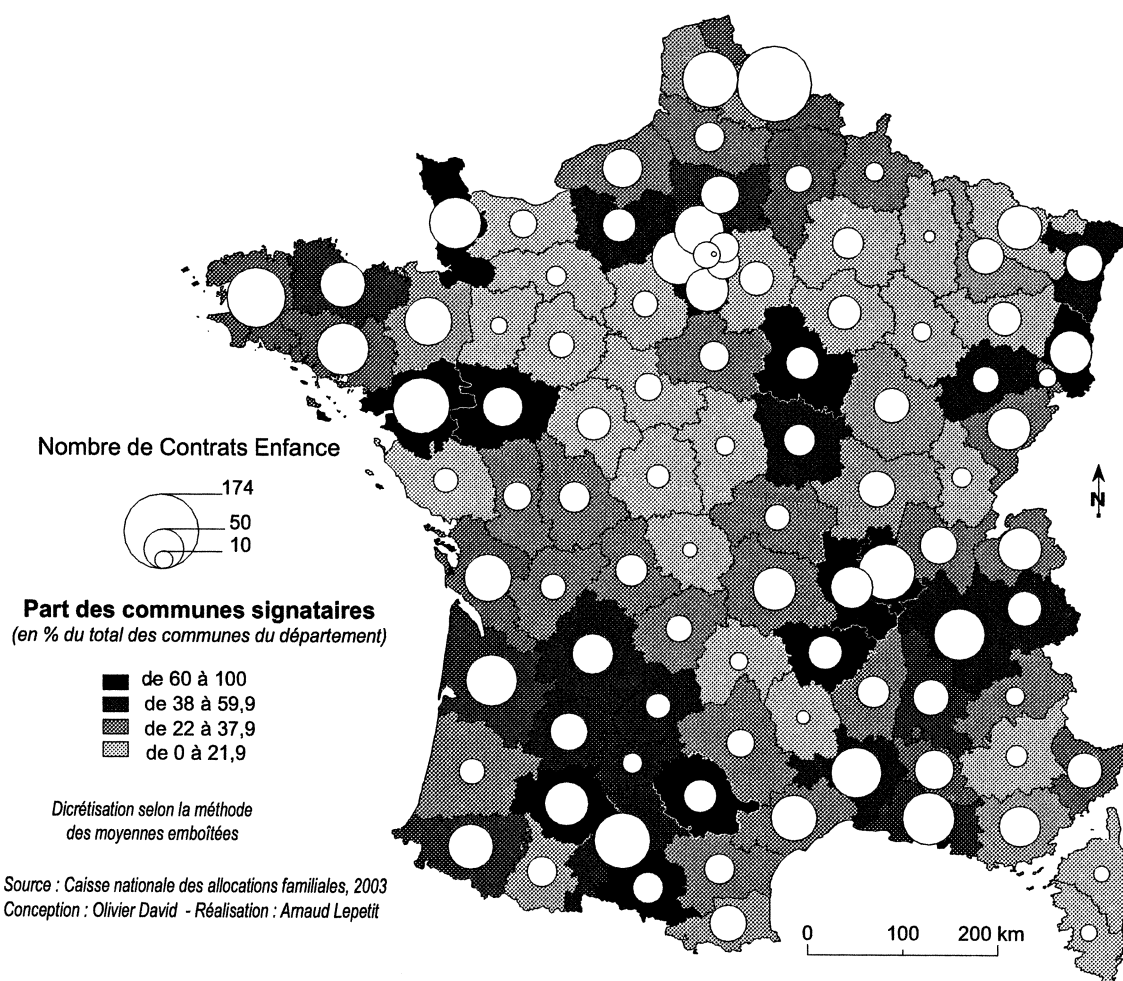 Nombre de Contrats Enfance
174
50
10
Part des communes signataires
(en % du total des communes du département)
de 60 à 100
de 38 à 59,9
de 22 à 37,9
de 0 à 21,9
Dicrétisation selon la méthode
des moyennes emboîtées
Source : Caisse nationale des allocations familiales, 2003
Conception : Olivier David - Réalisation : Arnaud Lepetit
N
0 100 200 km